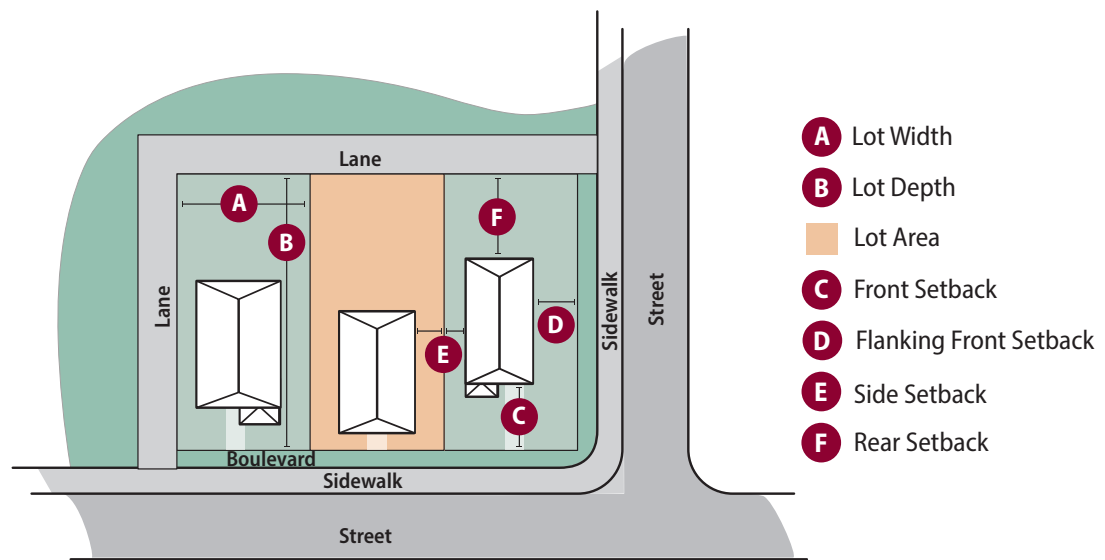 Lane
A
B
F
Lane
E
D
C
Sidewalk
Street
Boulevard
Sidewalk
Street
A Lot Width
B Lot Depth
Lot Area
C Front Setback
D Flanking Front Setback
E Side Setback
F Rear Setback